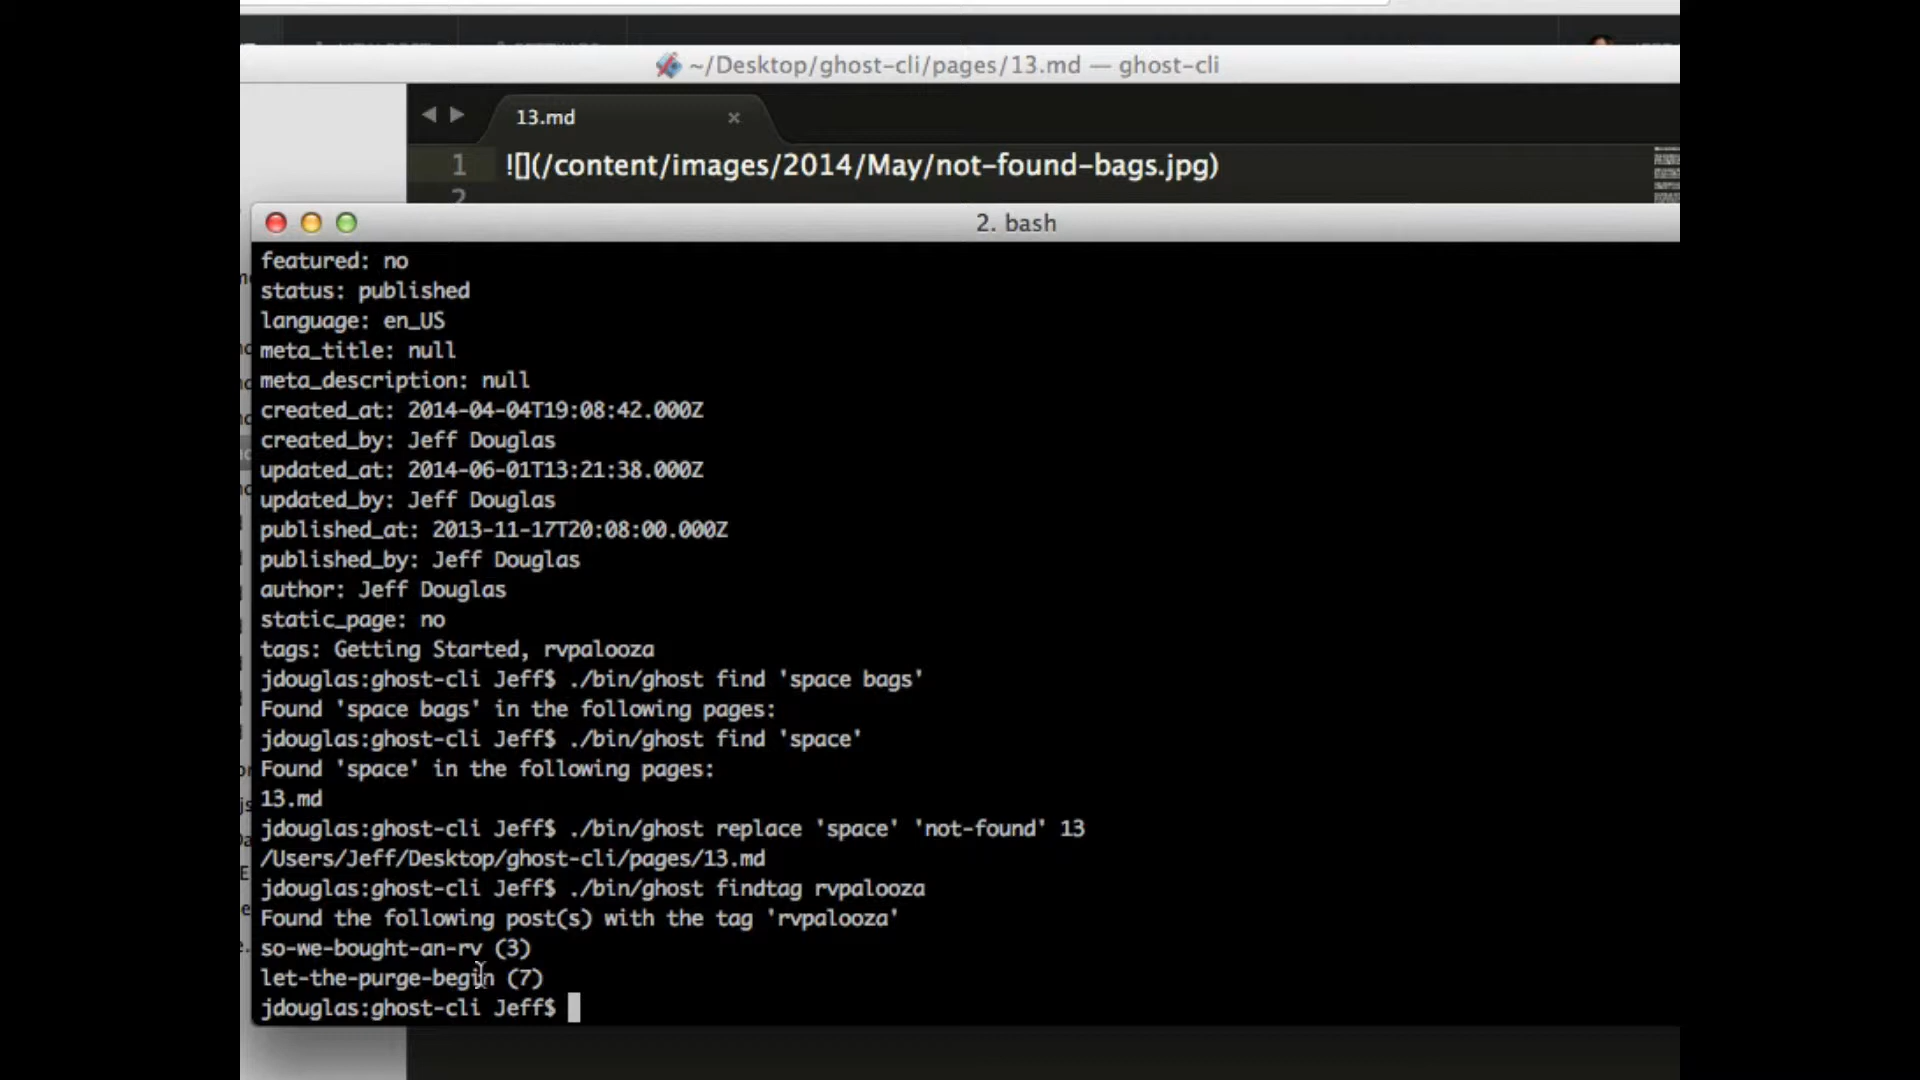 ~/Desktop/ghost-cli/pages/13.md — ghost-cli
13.md
1 ![](/content/images/2014/May/not-found-bags.jpg)
2
2. bash
featured: no
status: published
language: en_US
meta_title: null
meta_description: null
created_at: 2014-04-04T19:08:42.000Z
created_by: Jeff Douglas
updated_at: 2014-06-01T13:21:38.000Z
updated_by: Jeff Douglas
published_at: 2013-11-17T20:08:00.000Z
published_by: Jeff Douglas
author: Jeff Douglas
static_page: no
tags: Getting Started, rvpalooza
jdouglas:ghost-cli Jeff$ ./bin/ghost find 'space bags'
Found 'space bags' in the following pages:
jdouglas:ghost-cli Jeff$ ./bin/ghost find 'space'
Found 'space' in the following pages:
13.md
jdouglas:ghost-cli Jeff$ ./bin/ghost replace 'space' 'not-found' 13
/Users/Jeff/Desktop/ghost-cli/pages/13.md
jdouglas:ghost-cli Jeff$ ./bin/ghost findtag rvpalooza
Found the following post(s) with the tag 'rvpalooza'
so-we-bought-an-rv (3)
let-the-purge-begin (7)
jdouglas:ghost-cli Jeff$